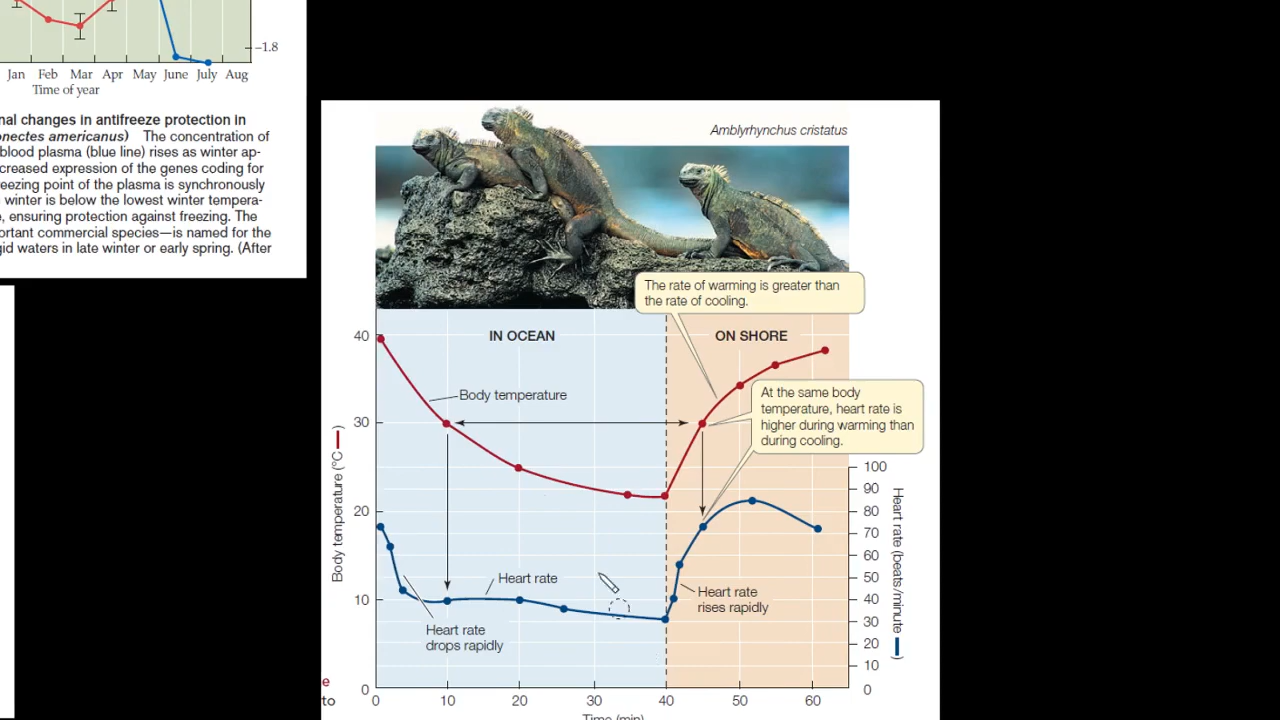 -1.8
Jan Feb Mar Apr May June July Aug
Time of year
nal changes in antifreeze protection in
onectes americanus) The concentration of
blood plasma (blue line) rises as winter ap-
creased expression of the genes coding for
reezing point of the plasma is synchronously
winter is below the lowest winter tempera-
e, ensuring protection against freezing. The
ortant commercial species—is named for the
gid waters in late winter or early spring. (After
Amblyrhynchus cristatus
The rate of warming is greater than
the rate of cooling.
IN OCEAN
ON SHORE
Body temperature
At the same body
temperature, heart rate is
higher during warming than
during cooling.
Heart rate
Heart rate
drops rapidly
Heart rate
rises rapidly
Body temperature (°C —)
40
30
20
10
0
Heart rate (beats/minute —)
100
90
80
70
60
50
40
30
20
10
0
0 10 20 30 40 50 60
Time (min)
e
to